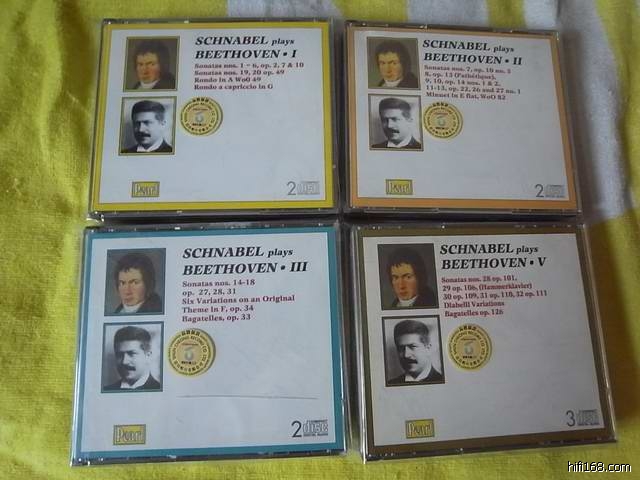 SCHNABEL plays
BEETHOVEN • I
Sonatas nos. 1 - 6, op. 2, 7 & 10
Sonatas nos. 19, 20 op. 49
Rondo in A WoO 49
Rondo a capriccio in G
Pearl
2 disc
SCHNABEL plays
BEETHOVEN • II
Sonatas nos. 7, op. 10 no. 3
8, op. 13 (Pathétique),
9, 10, op. 14 nos. 1 & 2,
11-13, op. 22, 26 and 27 no. 1
Minuet in E flat, WoO 82
Pearl
2 disc
SCHNABEL plays
BEETHOVEN • III
Sonatas nos. 14-18
op. 27, 28, 31
Six Variations on an Original
Theme in F, op. 34
Bagatelles, op. 33
Pearl
2 disc
SCHNABEL plays
BEETHOVEN • V
Sonatas nos. 28 op. 101,
29 op. 106, (Hammerklavier)
30 op. 109, 31 op. 110, 32 op. 111
Diabelli Variations
Bagatelles op. 126
Pearl
3 disc
hifi168.com